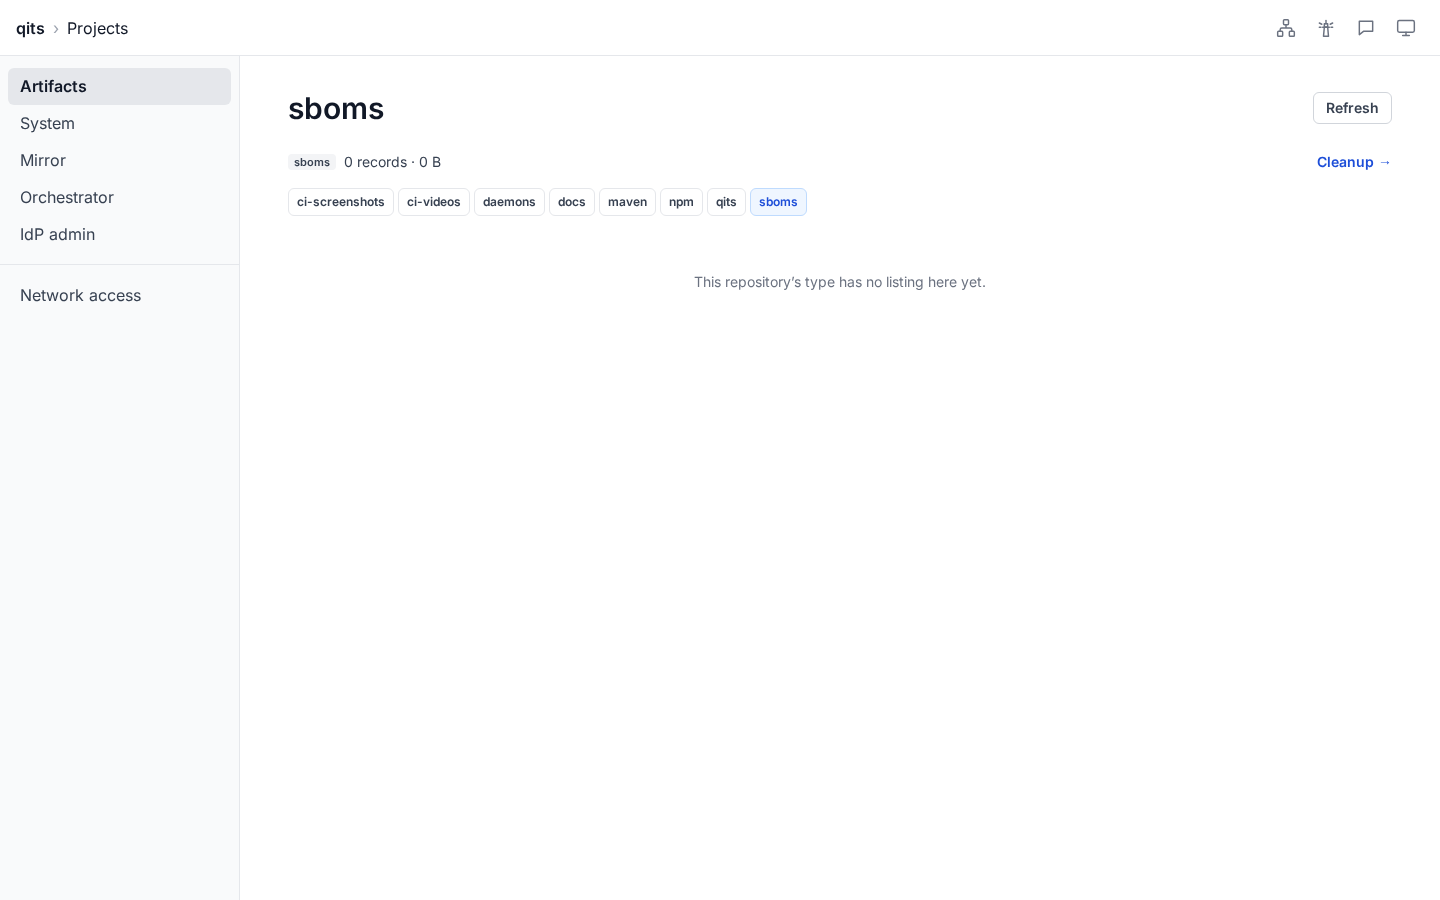 qits › Projects
Artifacts
System
Mirror
Orchestrator
IdP admin
Network access
sboms
Refresh
sboms 0 records · 0 B
Cleanup →
ci-screenshots ci-videos daemons docs maven npm qits sboms
This repository’s type has no listing here yet.